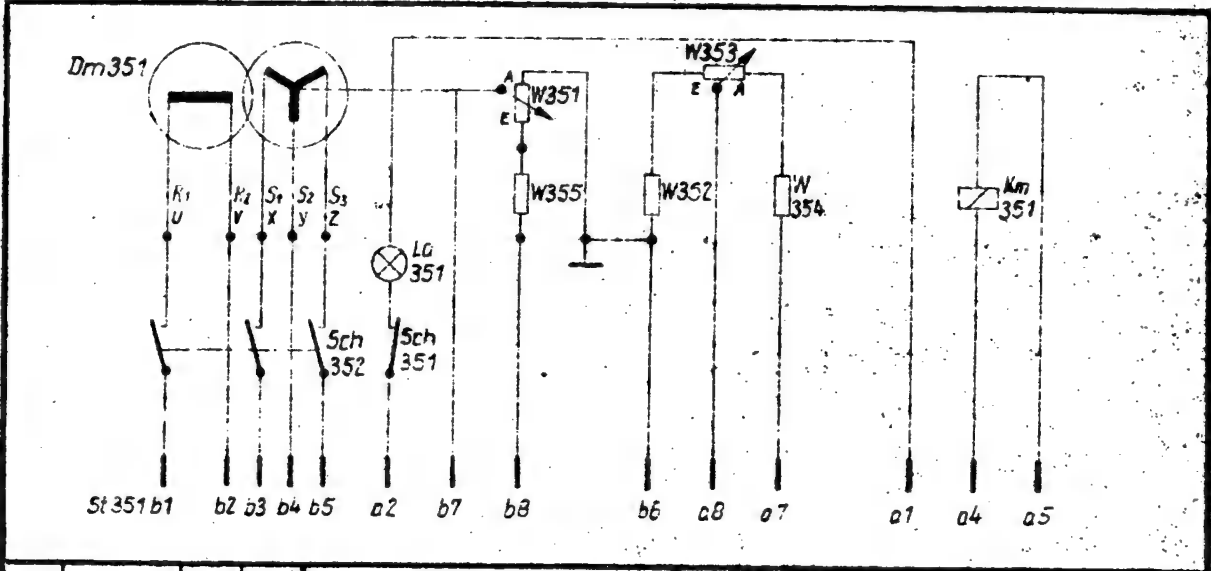 Dm351
A
W351
E
W353
E A
W355
W352
W
354
Km
351
R1
U
R2
V
S1
X
S2
y
S3
Z
La
351
Sch
352
Sch
351
St351 b1 b2 b3 b4 b5 a2 b7 b8 b6 a8 a7 a1 a4 a5